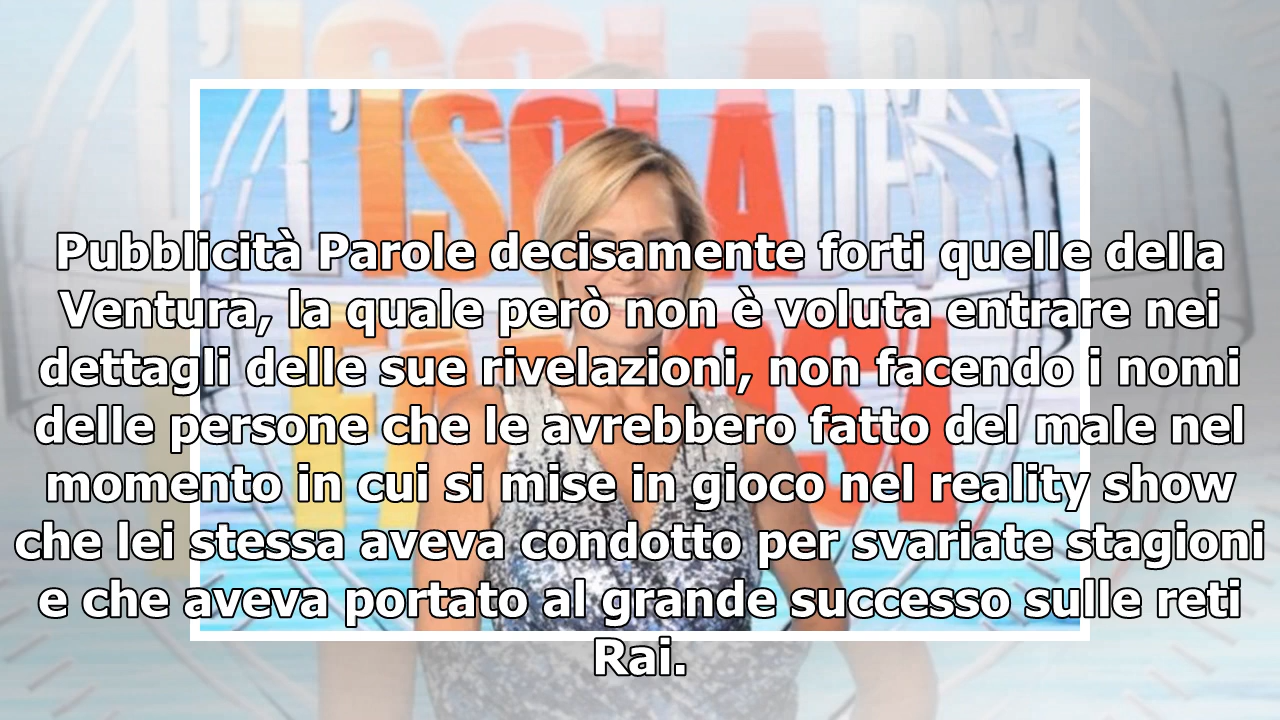 L'ISOLA DEI
FAMOSI
Pubblicità Parole decisamente forti quelle della
Ventura, la quale però non è voluta entrare nei
dettagli delle sue rivelazioni, non facendo i nomi
delle persone che le avrebbero fatto del male nel
momento in cui si mise in gioco nel reality show
che lei stessa aveva condotto per svariate stagioni
e che aveva portato al grande successo sulle reti
Rai.